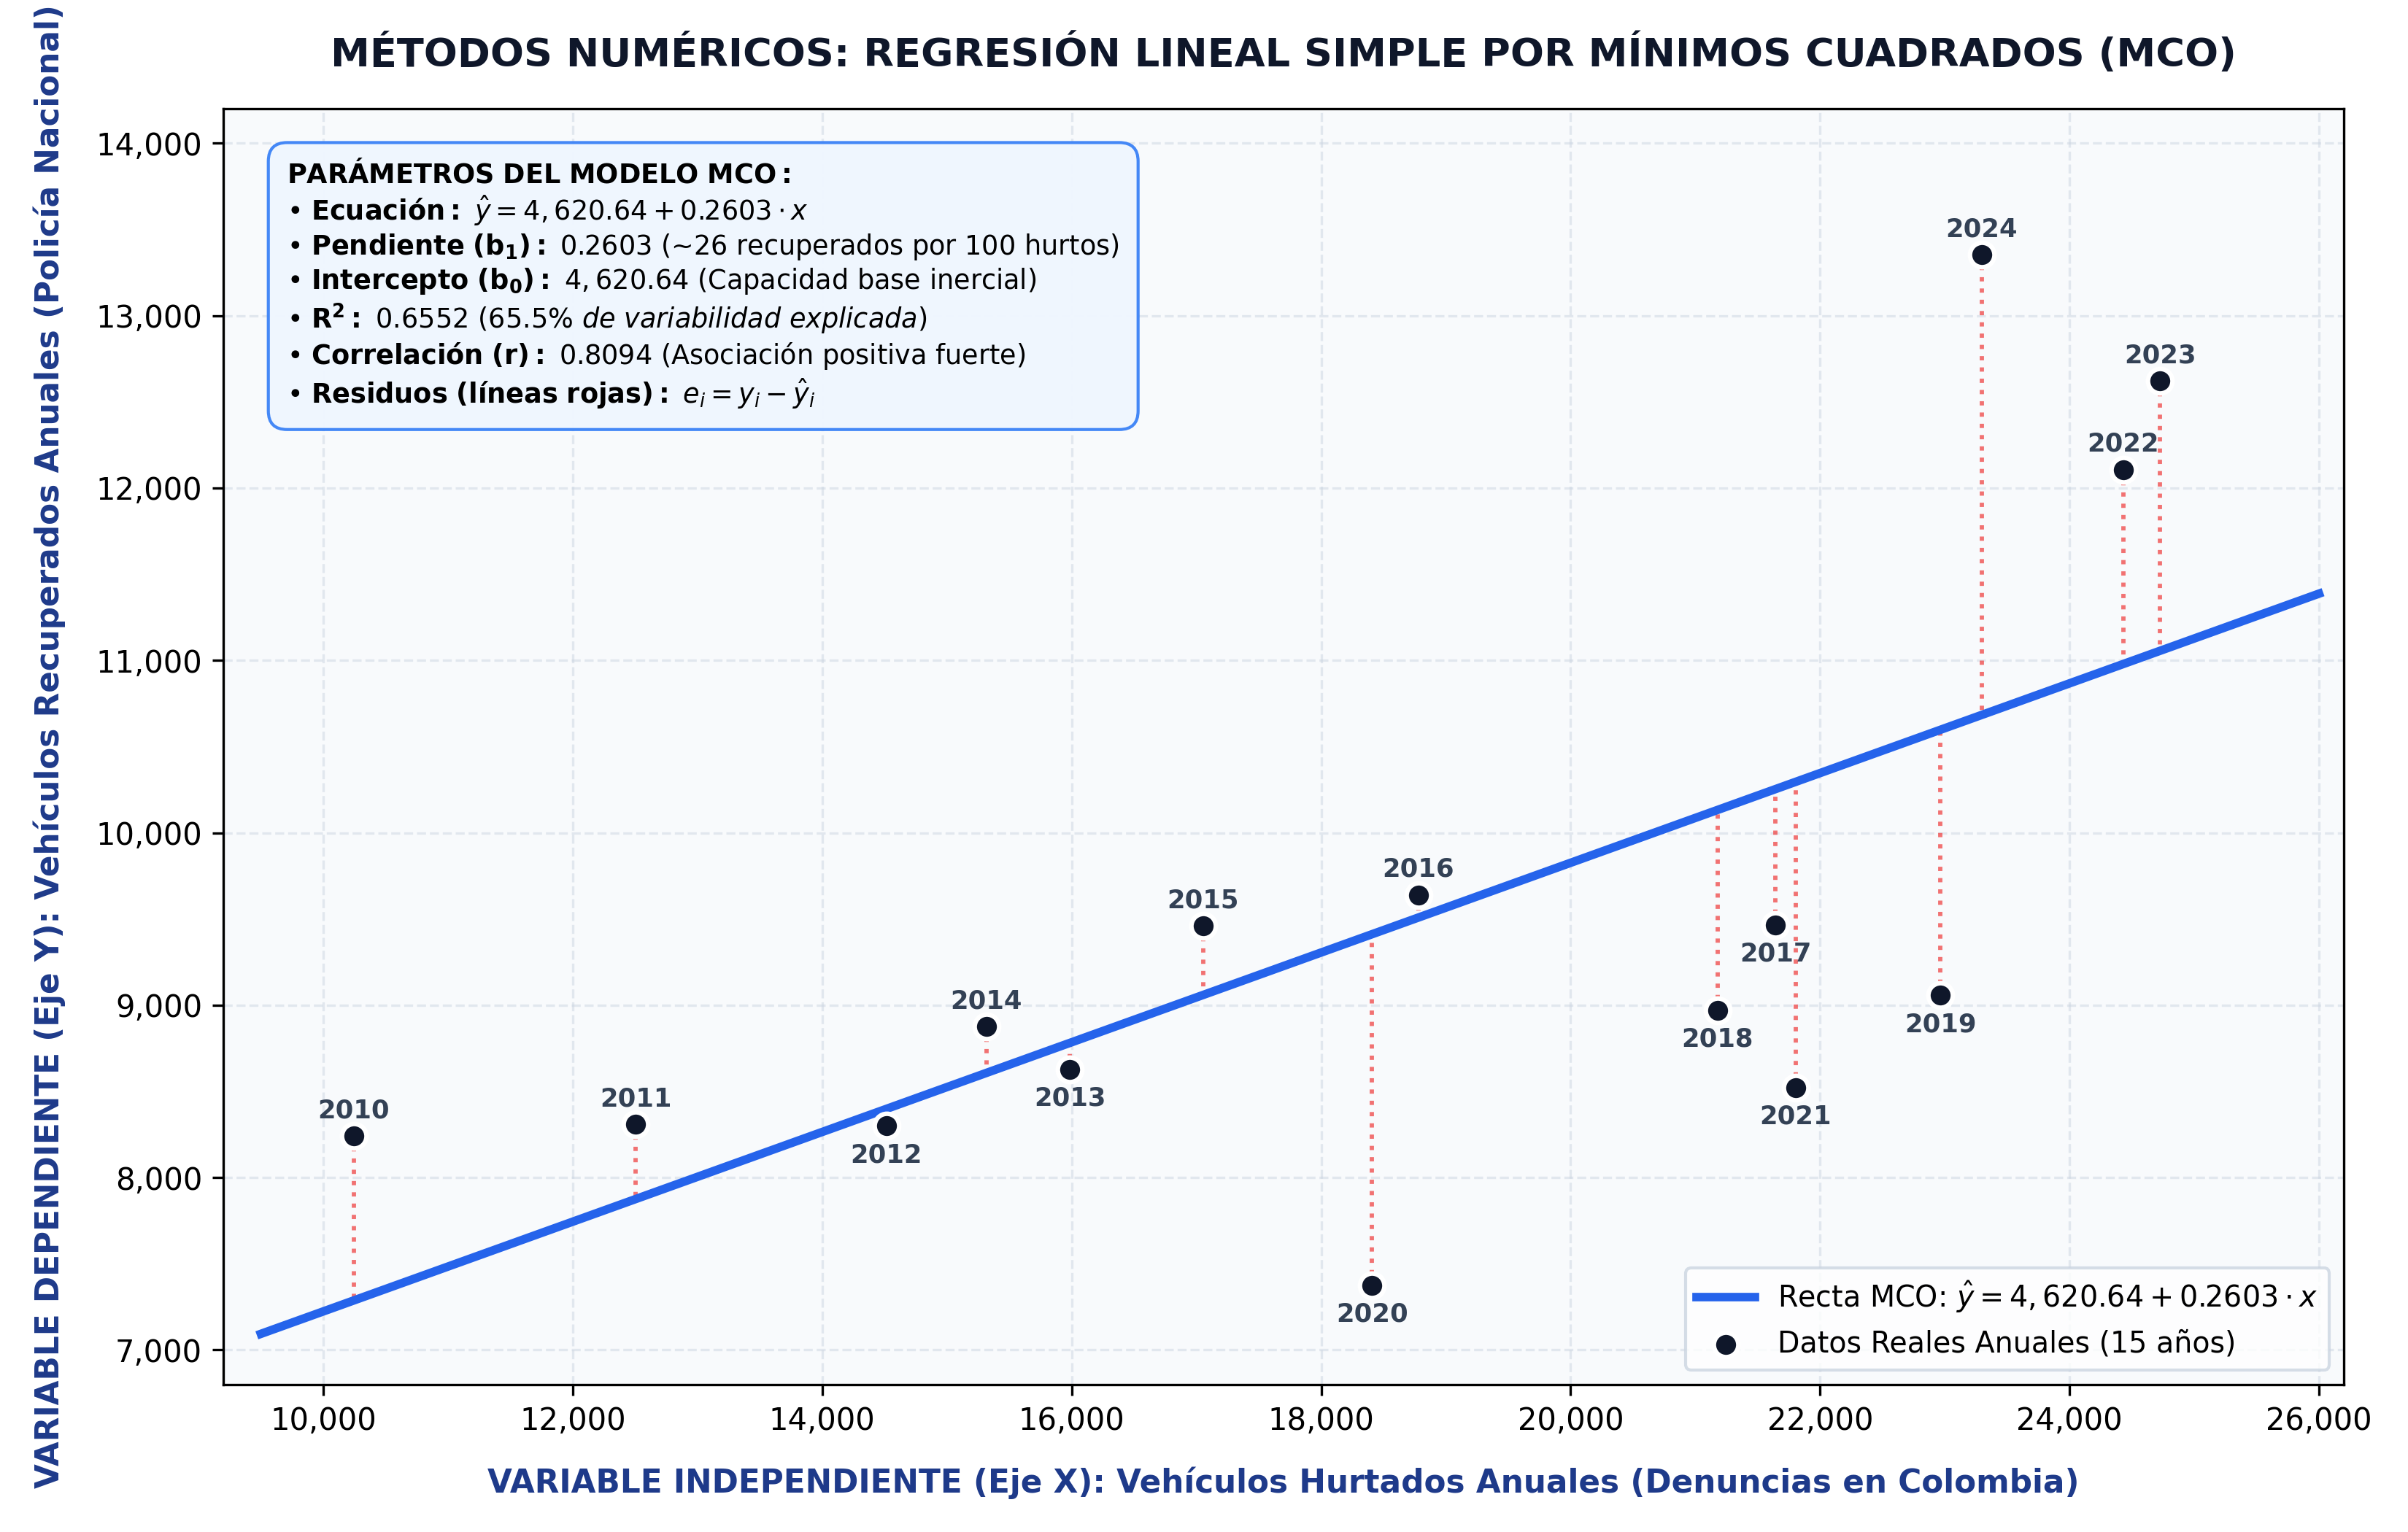 MÉTODOS NUMÉRICOS: REGRESIÓN LINEAL SIMPLE POR MÍNIMOS CUADRADOS (MCO)
VARIABLE DEPENDIENTE (Eje Y): Vehículos Recuperados Anuales (Policía Nacional)
14,000
13,000
12,000
11,000
10,000
9,000
8,000
7,000
PARÁMETROS DEL MODELO MCO:
• Ecuación: ŷ = 4,620.64 + 0.2603 · x
• Pendiente (b₁): 0.2603 (~26 recuperados por 100 hurtos)
• Intercepto (b₀): 4,620.64 (Capacidad base inercial)
• R²: 0.6552 (65.5% de variabilidad explicada)
• Correlación (r): 0.8094 (Asociación positiva fuerte)
• Residuos (líneas rojas): eᵢ = yᵢ − ŷᵢ
2024
2023
2022
2016
2015
2017
2014
2019
2018
2013
2011
2010
2021
2012
2020
Recta MCO: ŷ = 4,620.64 + 0.2603 · x
Datos Reales Anuales (15 años)
10,000
12,000
14,000
16,000
18,000
20,000
22,000
24,000
26,000
VARIABLE INDEPENDIENTE (Eje X): Vehículos Hurtados Anuales (Denuncias en Colombia)